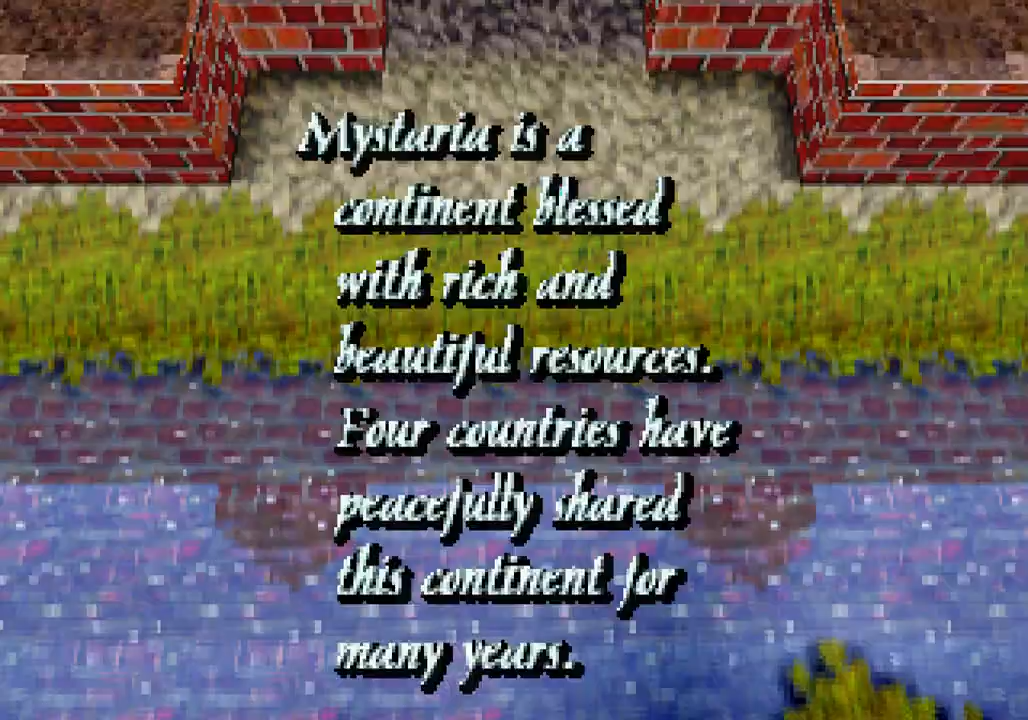 Mystaria is a
continent blessed
with rich and
beautiful resources.
Four countries have
peacefully shared
this continent for
many years.